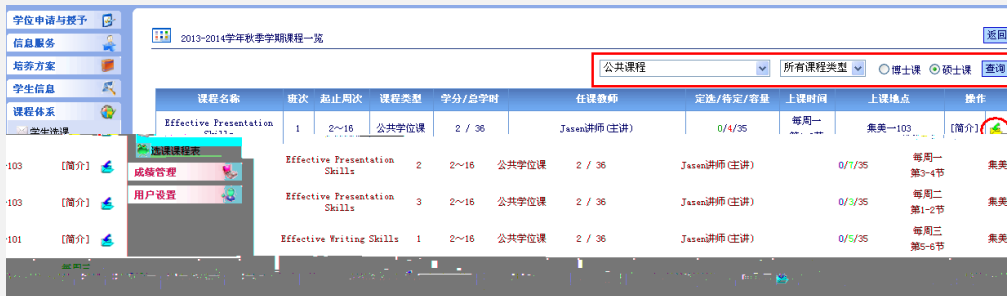 学位申请与授予
信息服务
培养方案
学生信息
课程体系
学生选课
2013-2014学年秋季学期课程一览
返回
公共课程 所有课程类型 博士课 硕士课 查询
课程名称 班次 起止周次 课程类型 学分/总学时 任课教师 定选/待定/容量 上课时间 上课地点 操作
Effective Presentation 1 2~16 公共学位课 2 / 36 Jasen讲师(主讲) 0/4/35 每周一 集美一103 [简介]
选课课程表
成绩管理
用户设置
103 [简介]
103 [简介]
101 [简介]
Effective Presentation Skills 2 2~16 公共学位课 2 / 36 Jasen讲师(主讲) 0/7/35 每周一 第3-4节 集美
Effective Presentation Skills 3 2~16 公共学位课 2 / 36 Jasen讲师(主讲) 0/3/35 每周二 第1-2节 集美
Effective Writing Skills 1 2~16 公共学位课 2 / 36 Jasen讲师(主讲) 0/5/35 每周三 第5-6节 集美